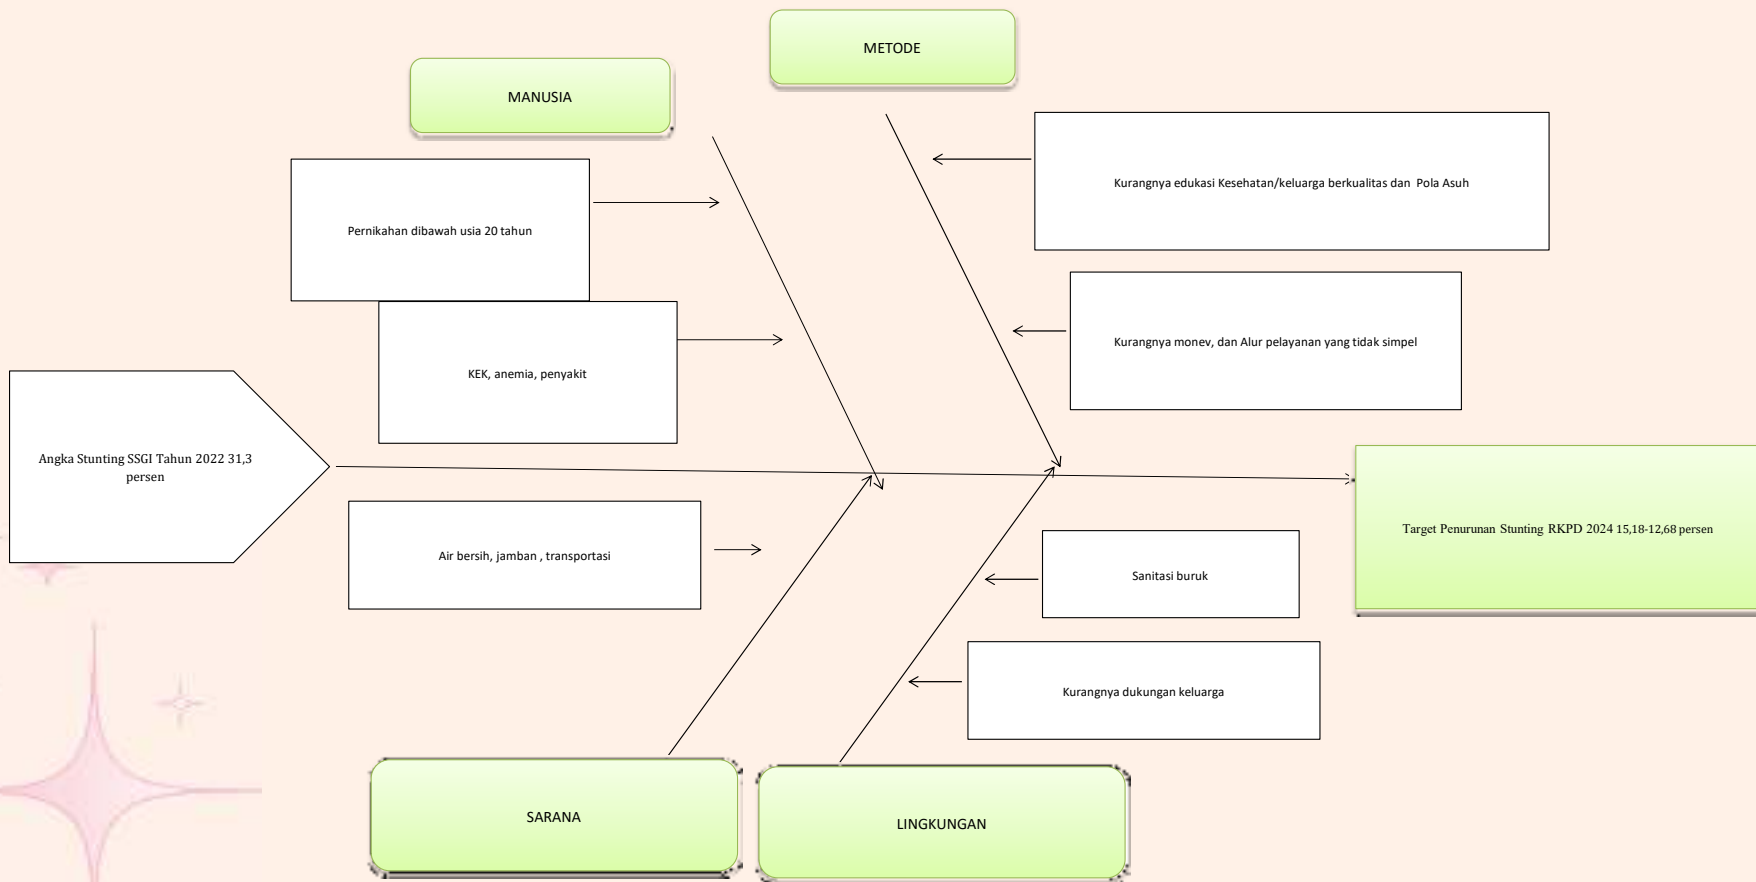 METODE
MANUSIA
Kurangnya edukasi Kesehatan/keluarga berkualitas dan Pola Asuh
Pernikahan dibawah usia 20 tahun
Kurangnya monev, dan Alur pelayanan yang tidak simpel
KEK, anemia, penyakit
Angka Stunting SSGI Tahun 2022 31,3
persen
Target Penurunan Stunting RKPD 2024 15,18-12,68 persen
Air bersih, jamban , transportasi
Sanitasi buruk
Kurangnya dukungan keluarga
SARANA
LINGKUNGAN